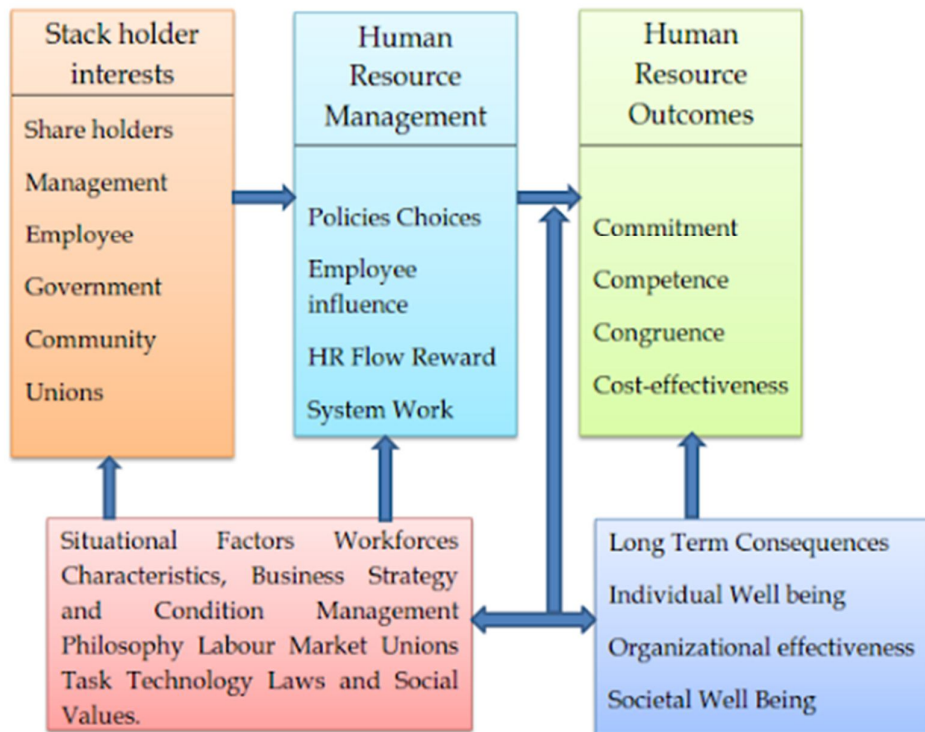 Stack holder
interests
Share holders
Management
Employee
Government
Community
Unions
Human
Resource
Management
Policies Choices
Employee
influence
HR Flow Reward
System Work
Human
Resource
Outcomes
Commitment
Competence
Congruence
Cost-effectiveness
Situational Factors Workforces
Characteristics, Business Strategy
and Condition Management
Philosophy Labour Market Unions
Task Technology Laws and Social
Values.
Long Term Consequences
Individual Well being
Organizational effectiveness
Societal Well Being